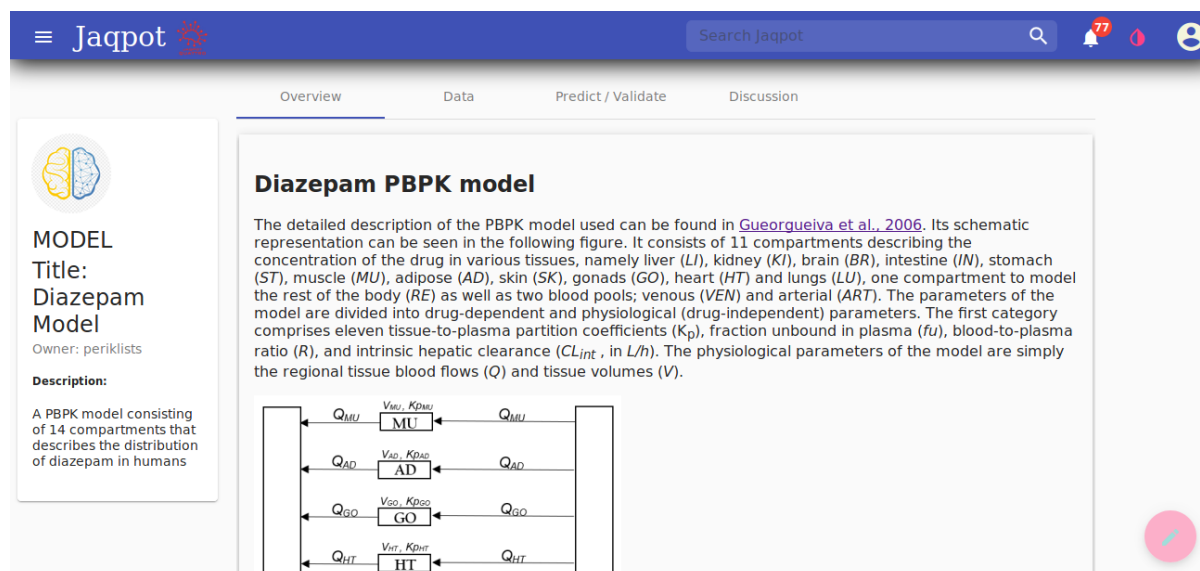 Jaqpot
Search Jaqpot
77
Overview
Data
Predict / Validate
Discussion
MODEL
Title:
Diazepam
Model
Owner: periklists
Description:
A PBPK model consisting
of 14 compartments that
describes the distribution
of diazepam in humans
Diazepam PBPK model
The detailed description of the PBPK model used can be found in Gueorgueiva et al., 2006. Its schematic
representation can be seen in the following figure. It consists of 11 compartments describing the
concentration of the drug in various tissues, namely liver (LI), kidney (KI), brain (BR), intestine (IN), stomach
(ST), muscle (MU), adipose (AD), skin (SK), gonads (GO), heart (HT) and lungs (LU), one compartment to model
the rest of the body (RE) as well as two blood pools; venous (VEN) and arterial (ART). The parameters of the
model are divided into drug-dependent and physiological (drug-independent) parameters. The first category
comprises eleven tissue-to-plasma partition coefficients (Kp), fraction unbound in plasma (fu), blood-to-plasma
ratio (R), and intrinsic hepatic clearance (CLint , in L/h). The physiological parameters of the model are simply
the regional tissue blood flows (Q) and tissue volumes (V).
VMU, KpMU
QMU MU QMU
VAD, KpAD
QAD AD QAD
VGO, KpGO
QGO GO QGO
VHT, KpHT
QHT HT QHT